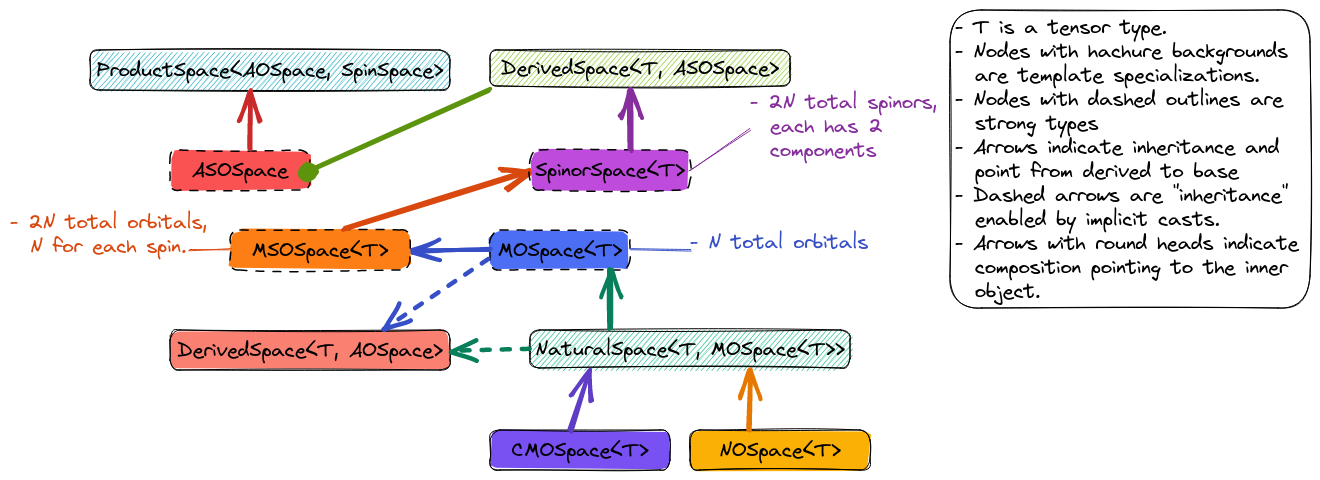 ProductSpace<AOSpace, SpinSpace>
DerivedSpace<T, ASOSpace>
- 2N total spinors,
each has 2
components
ASOSpace
SpinorSpace<T>
- 2N total orbitals,
N for each spin.
MSOSpace<T>
MOSpace<T>
- N total orbitals
DerivedSpace<T, AOSpace>
NaturalSpace<T, MOSpace<T>>
CMOSpace<T>
NOSpace<T>
- T is a tensor type.
- Nodes with hachure backgrounds
are template specializations.
- Nodes with dashed outlines are
strong types
- Arrows indicate inheritance and
point from derived to base
- Dashed arrows are "inheritance"
enabled by implicit casts.
- Arrows with round heads indicate
composition pointing to the inner
object.